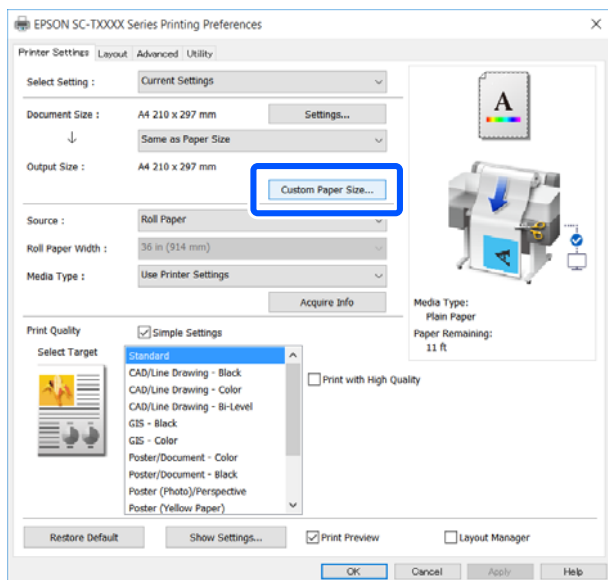 EPSON SC-TXXXX Series Printing Preferences
Printer Settings Layout Advanced Utility
Select Setting : Current Settings
Document Size : A4 210 x 297 mm Settings...
Same as Paper Size
Output Size : A4 210 x 297 mm
Custom Paper Size...
Source : Roll Paper
Roll Paper Width : 36 in (914 mm)
Media Type : Use Printer Settings
Acquire Info
A
Media Type:
Plain Paper
Paper Remaining:
11 ft
Print Quality Simple Settings
Select Target
Standard
CAD/Line Drawing - Black
CAD/Line Drawing - Color
CAD/Line Drawing - Bi-Level
GIS - Black
GIS - Color
Poster/Document - Color
Poster/Document - Black
Poster (Photo)/Perspective
Poster (Yellow Paper)
Print with High Quality
Restore Default Show Settings... Print Preview Layout Manager
OK Cancel Apply Help